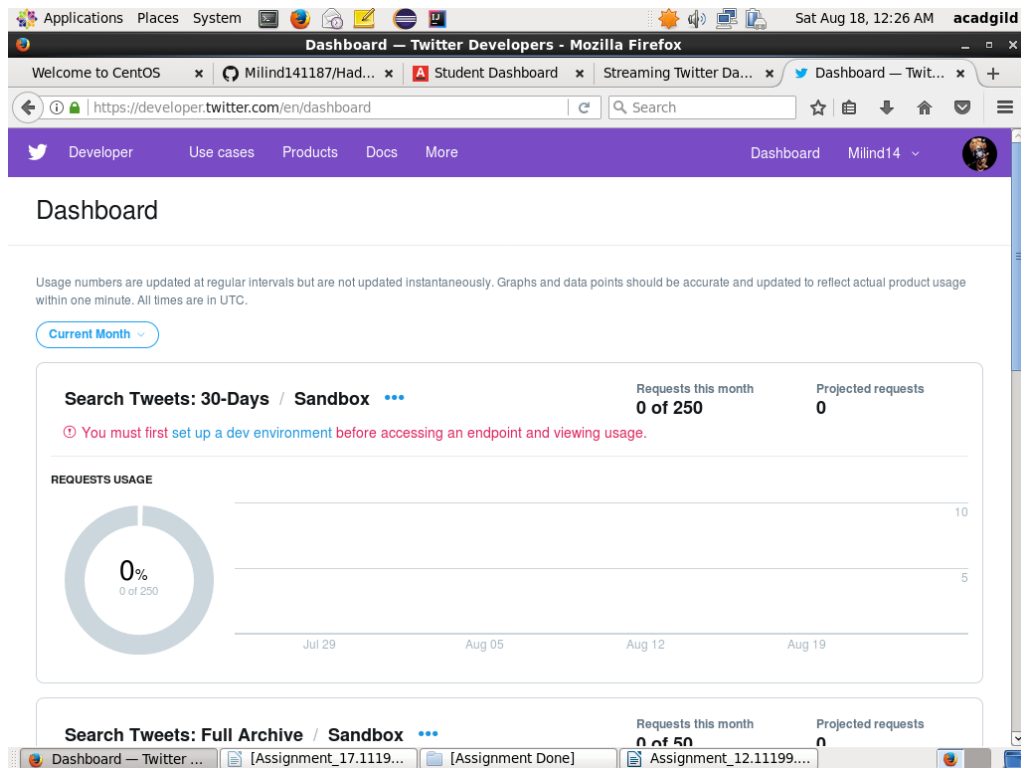 Applications Places System Sat Aug 18, 12:26 AM acadgild
Dashboard — Twitter Developers - Mozilla Firefox
Welcome to CentOS × Milind141187/Had... × Student Dashboard × Streaming Twitter Da... × Dashboard — Twit... × +
https://developer.twitter.com/en/dashboard Search
Developer Use cases Products Docs More Dashboard Milind14
Dashboard
Usage numbers are updated at regular intervals but are not updated instantaneously. Graphs and data points should be accurate and updated to reflect actual product usage
within one minute. All times are in UTC.
Current Month
Search Tweets: 30-Days / Sandbox ••• Requests this month Projected requests
0 of 250 0
You must first set up a dev environment before accessing an endpoint and viewing usage.
REQUESTS USAGE
10
0%
0 of 250
5
Jul 29 Aug 05 Aug 12 Aug 19
Search Tweets: Full Archive / Sandbox ••• Requests this month Projected requests
0 of 50 0
Dashboard — Twitter ... [Assignment_17.1119... [Assignment Done] Assignment_12.11199....